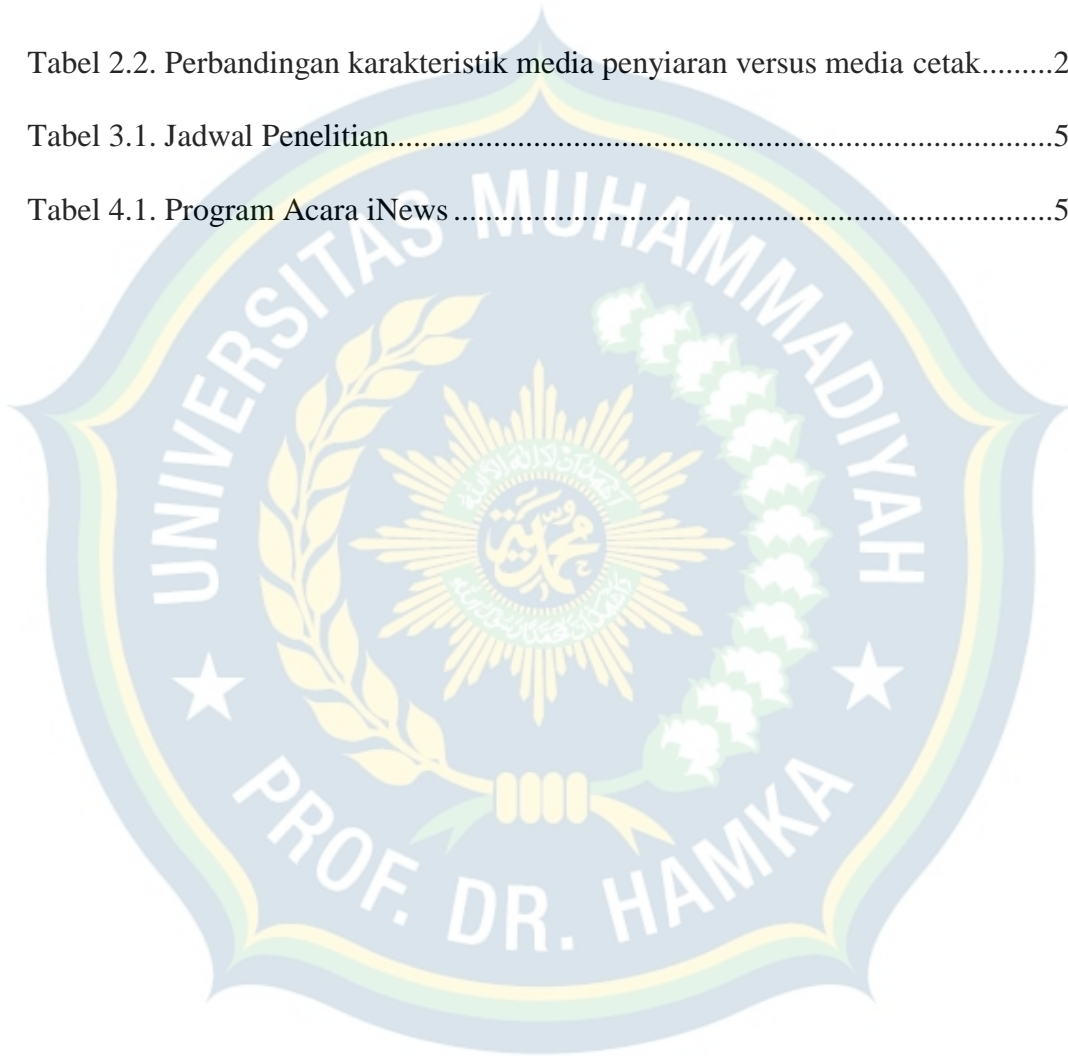 Tabel 2.2. Perbandingan karakteristik media penyiaran versus media cetak.........2
Tabel 3.1. Jadwal Penelitian.................................................................................5
Tabel 4.1. Program Acara iNews.........................................................................5
UNIVERSITAS MUHAMMADIYAH
PROF. DR. HAMKA